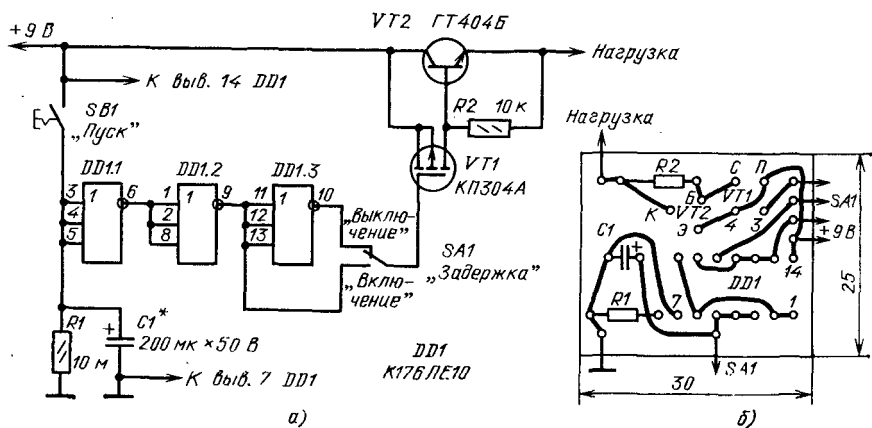 +9 В
VT2 ГТ404Б
Нагрузка
К выв. 14 DD1
SB1
„Пуск"
R2 10 к
VT1
КП304А
DD1.1
DD1.2
DD1.3
3
4
5
1
6
1
2
8
1
9
11
12
13
1
10
„Выключение"
„Включение"
SA1
„Задержка"
R1
10 м
C1*
+
200 мк × 50 В
К выв. 7 DD1
DD1
К176ЛЕ10
а)
Нагрузка
R2
С
П
Б
VT1
К
VT2
Э
4
3
SA1
+9 В
C1
+
DD1
14
R1
7
1
SA1
25
30
б)